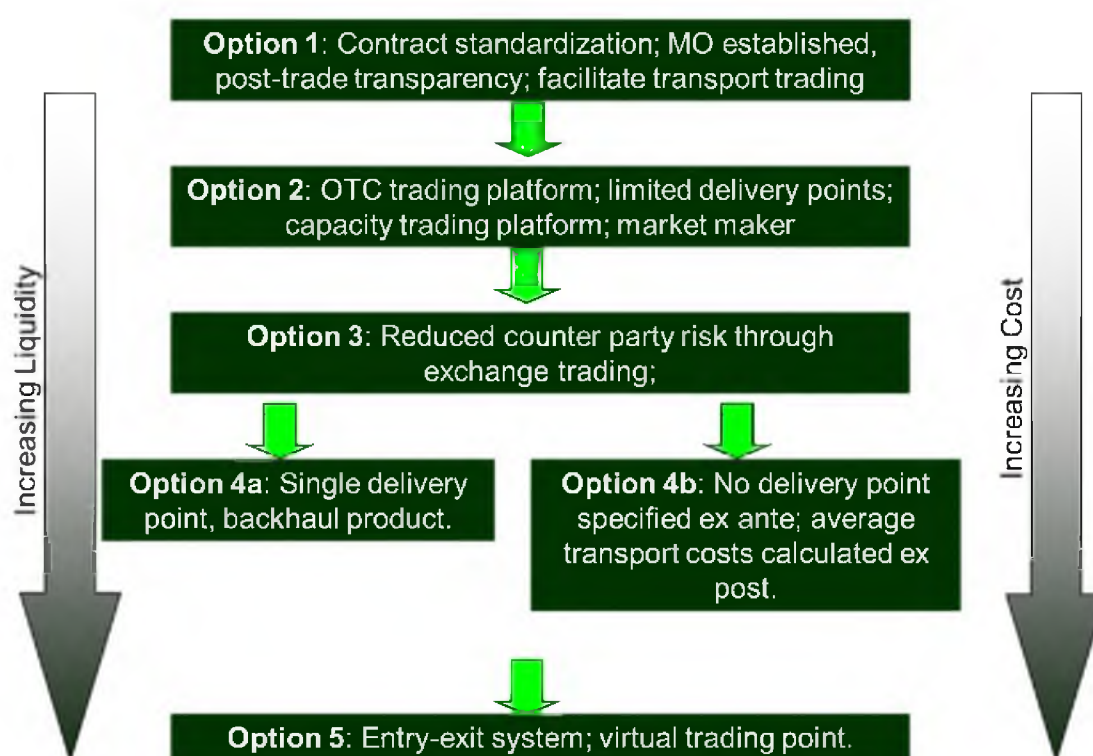 Option 1: Contract standardization; MO established,
post-trade transparency; facilitate transport trading
Option 2: OTC trading platform; limited delivery points;
capacity trading platform; market maker
Increasing Liquidity
Increasing Cost
Option 3: Reduced counter party risk through
exchange trading;
Option 4a: Single delivery
point, backhaul product.
Option 4b: No delivery point
specified ex ante; average
transport costs calculated ex
post.
Option 5: Entry-exit system; virtual trading point.